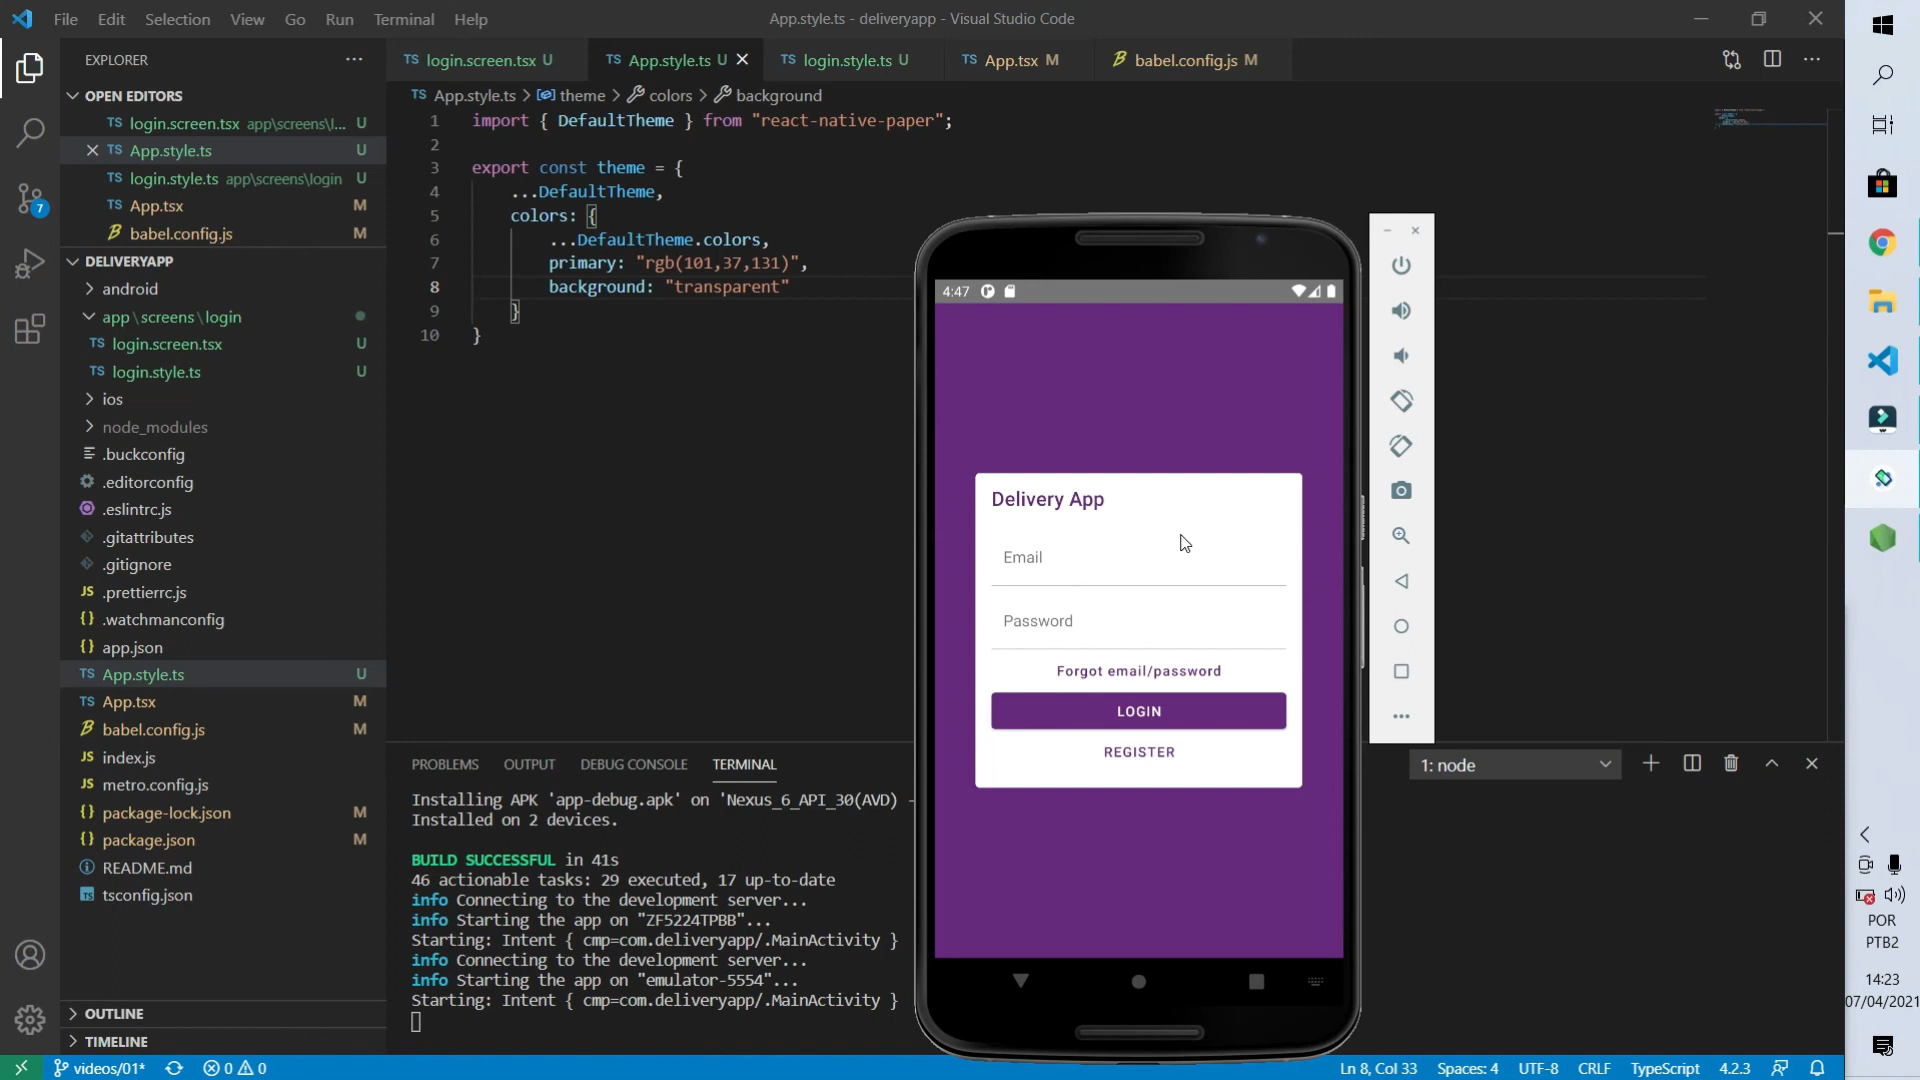 File Edit Selection View Go Run Terminal Help
App.style.ts - deliveryapp - Visual Studio Code
EXPLORER
OPEN EDITORS
TS login.screen.tsx app\screens\l... U
TS App.style.ts U
TS login.style.ts app\screens\login U
TS App.tsx M
babel.config.js M
DELIVERYAPP
android
app\screens\login
TS login.screen.tsx U
TS login.style.ts U
ios
node_modules
.buckconfig
.editorconfig
.eslintrc.js
.gitattributes
.gitignore
JS .prettierrc.js
{} .watchmanconfig
{} app.json
TS App.style.ts U
TS App.tsx M
babel.config.js M
JS index.js
JS metro.config.js
{} package-lock.json M
{} package.json M
README.md
tsconfig.json
OUTLINE
TIMELINE
7
TS login.screen.tsx U
TS App.style.ts U
TS login.style.ts U
TS App.tsx M
babel.config.js M
TS App.style.ts > theme > colors > background
1 import { DefaultTheme } from "react-native-paper";
2
3 export const theme = {
4 ...DefaultTheme,
5 colors: {
6 ...DefaultTheme.colors,
7 primary: "rgb(101,37,131)",
8 background: "transparent"
9 }
10 }
4:47
Delivery App
Email
Password
Forgot email/password
LOGIN
REGISTER
PROBLEMS OUTPUT DEBUG CONSOLE TERMINAL
1: node
Installing APK 'app-debug.apk' on 'Nexus_6_API_30(AVD) -
Installed on 2 devices.
BUILD SUCCESSFUL in 41s
46 actionable tasks: 29 executed, 17 up-to-date
info Connecting to the development server...
info Starting the app on "ZF5224TPBB"...
Starting: Intent { cmp=com.deliveryapp/.MainActivity }
info Connecting to the development server...
info Starting the app on "emulator-5554"...
Starting: Intent { cmp=com.deliveryapp/.MainActivity }
videos/01* 0 0
Ln 8, Col 33 Spaces: 4 UTF-8 CRLF TypeScript 4.2.3
POR
PTB2
14:23
07/04/2021